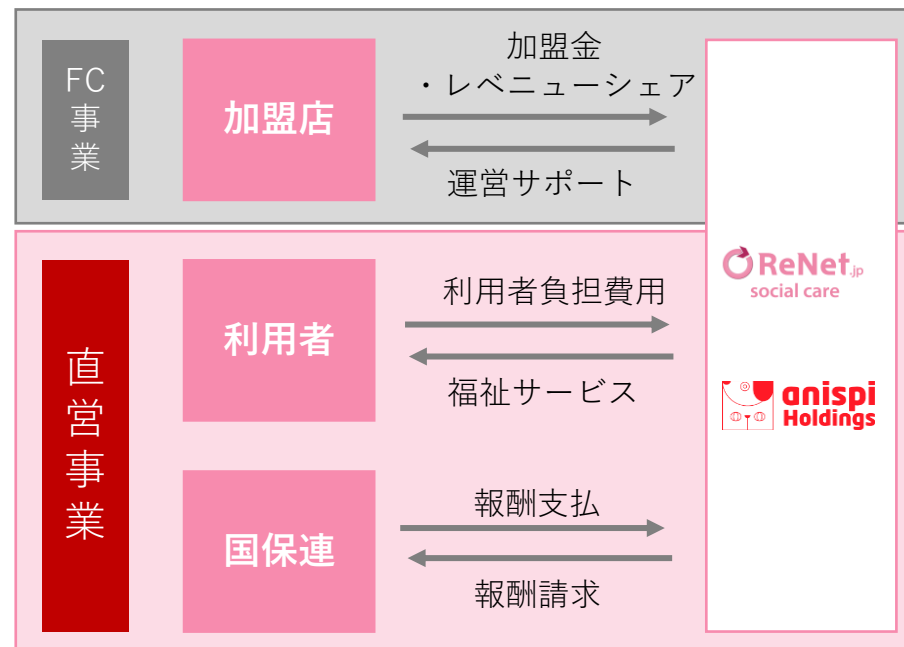 FC事業
加盟店
加盟金
・レベニューシェア
運営サポート
直営事業
利用者
利用者負担費用
福祉サービス
国保連
報酬支払
報酬請求
ReNet.jp
social care
anispi
Holdings